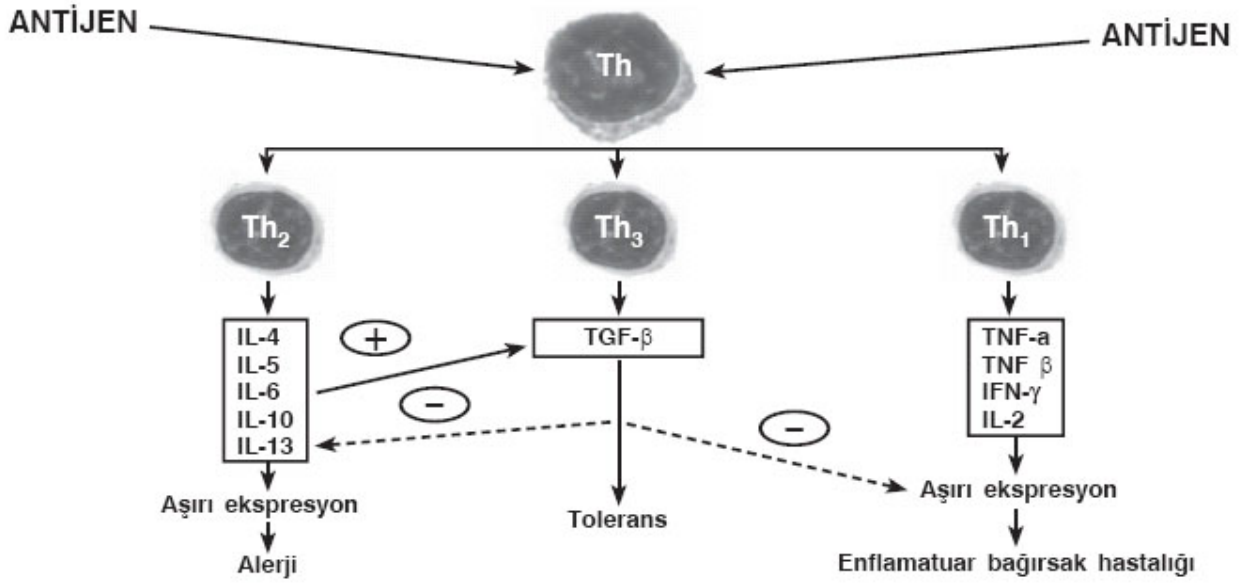 ANTİJEN
ANTİJEN
Th
Th2
Th3
Th1
IL-4
IL-5
IL-6
IL-10
IL-13
+
TGF-β
TNF-a
TNF β
IFN-γ
IL-2
-
-
Aşırı ekspresyon
Alerji
Tolerans
Aşırı ekspresyon
Enflamatuar bağırsak hastalığı